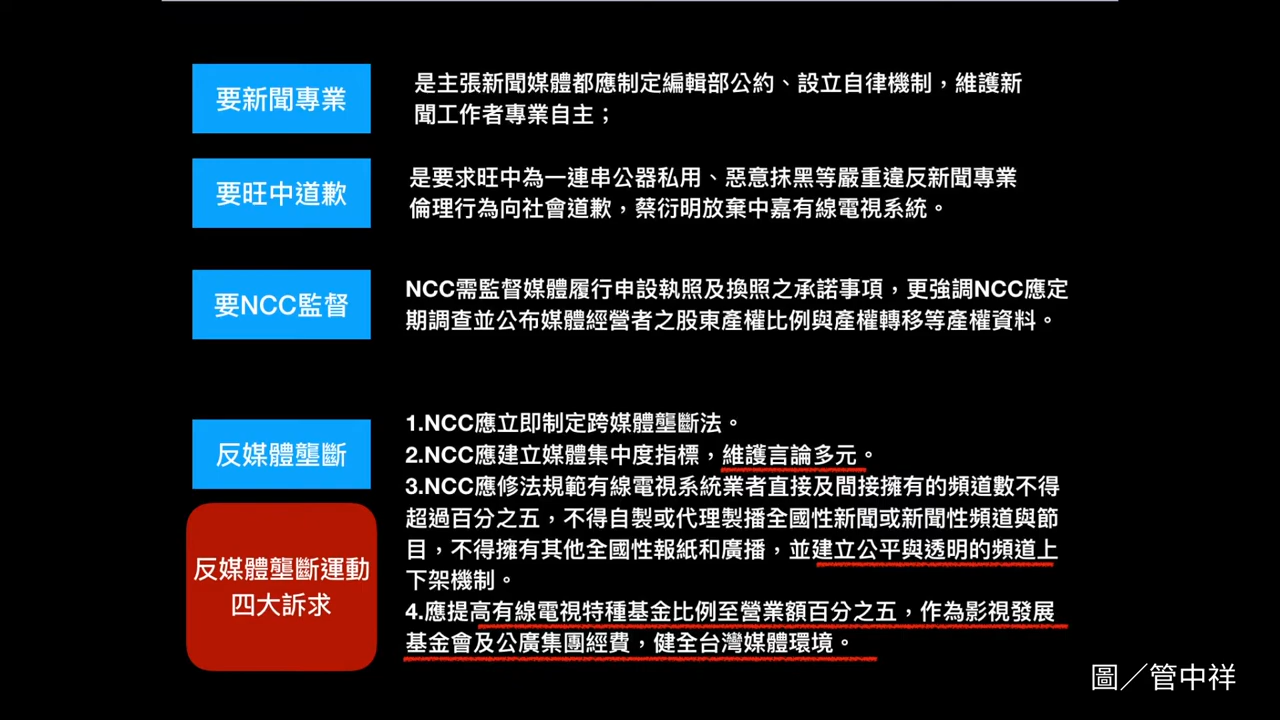 要新聞專業
是主張新聞媒體都應制定編輯部公約、設立自律機制，維護新
聞工作者專業自主；
要旺中道歉
是要求旺中為一連串公器私用、惡意抹黑等嚴重違反新聞專業
倫理行為向社會道歉，蔡衍明放棄中嘉有線電視系統。
要NCC監督
NCC需監督媒體履行申設執照及換照之承諾事項，更強調NCC應定
期調查並公布媒體經營者之股東產權比例與產權轉移等產權資料。
反媒體壟斷
1.NCC應立即制定跨媒體壟斷法。
2.NCC應建立媒體集中度指標，維護言論多元。
3.NCC應修法規範有線電視系統業者直接及間接擁有的頻道數不得
超過百分之五，不得自製或代理製播全國性新聞或新聞性頻道與節
目，不得擁有其他全國性報紙和廣播，並建立公平與透明的頻道上
下架機制。
4.應提高有線電視特種基金比例至營業額百分之五，作為影視發展
基金會及公廣集團經費，健全台灣媒體環境。
反媒體壟斷運動
四大訴求
圖／管中祥